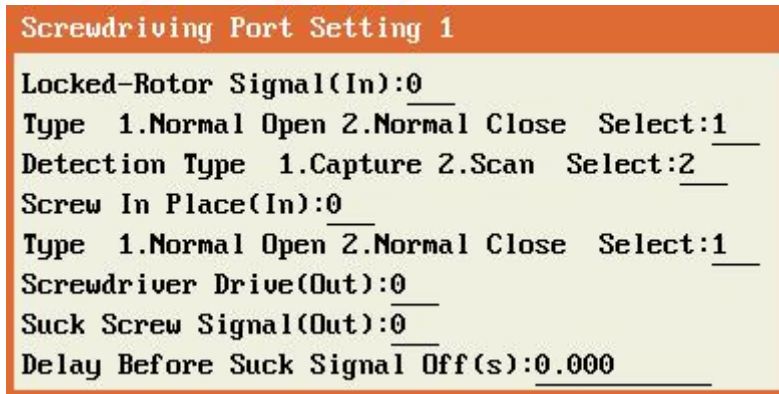 Screwdriving Port Setting 1
Locked-Rotor Signal(In):0
Type 1.Normal Open 2.Normal Close Select:1
Detection Type 1.Capture 2.Scan Select:2
Screw In Place(In):0
Type 1.Normal Open 2.Normal Close Select:1
Screwdriver Drive(Out):0
Suck Screw Signal(Out):0
Delay Before Suck Signal Off(s):0.000